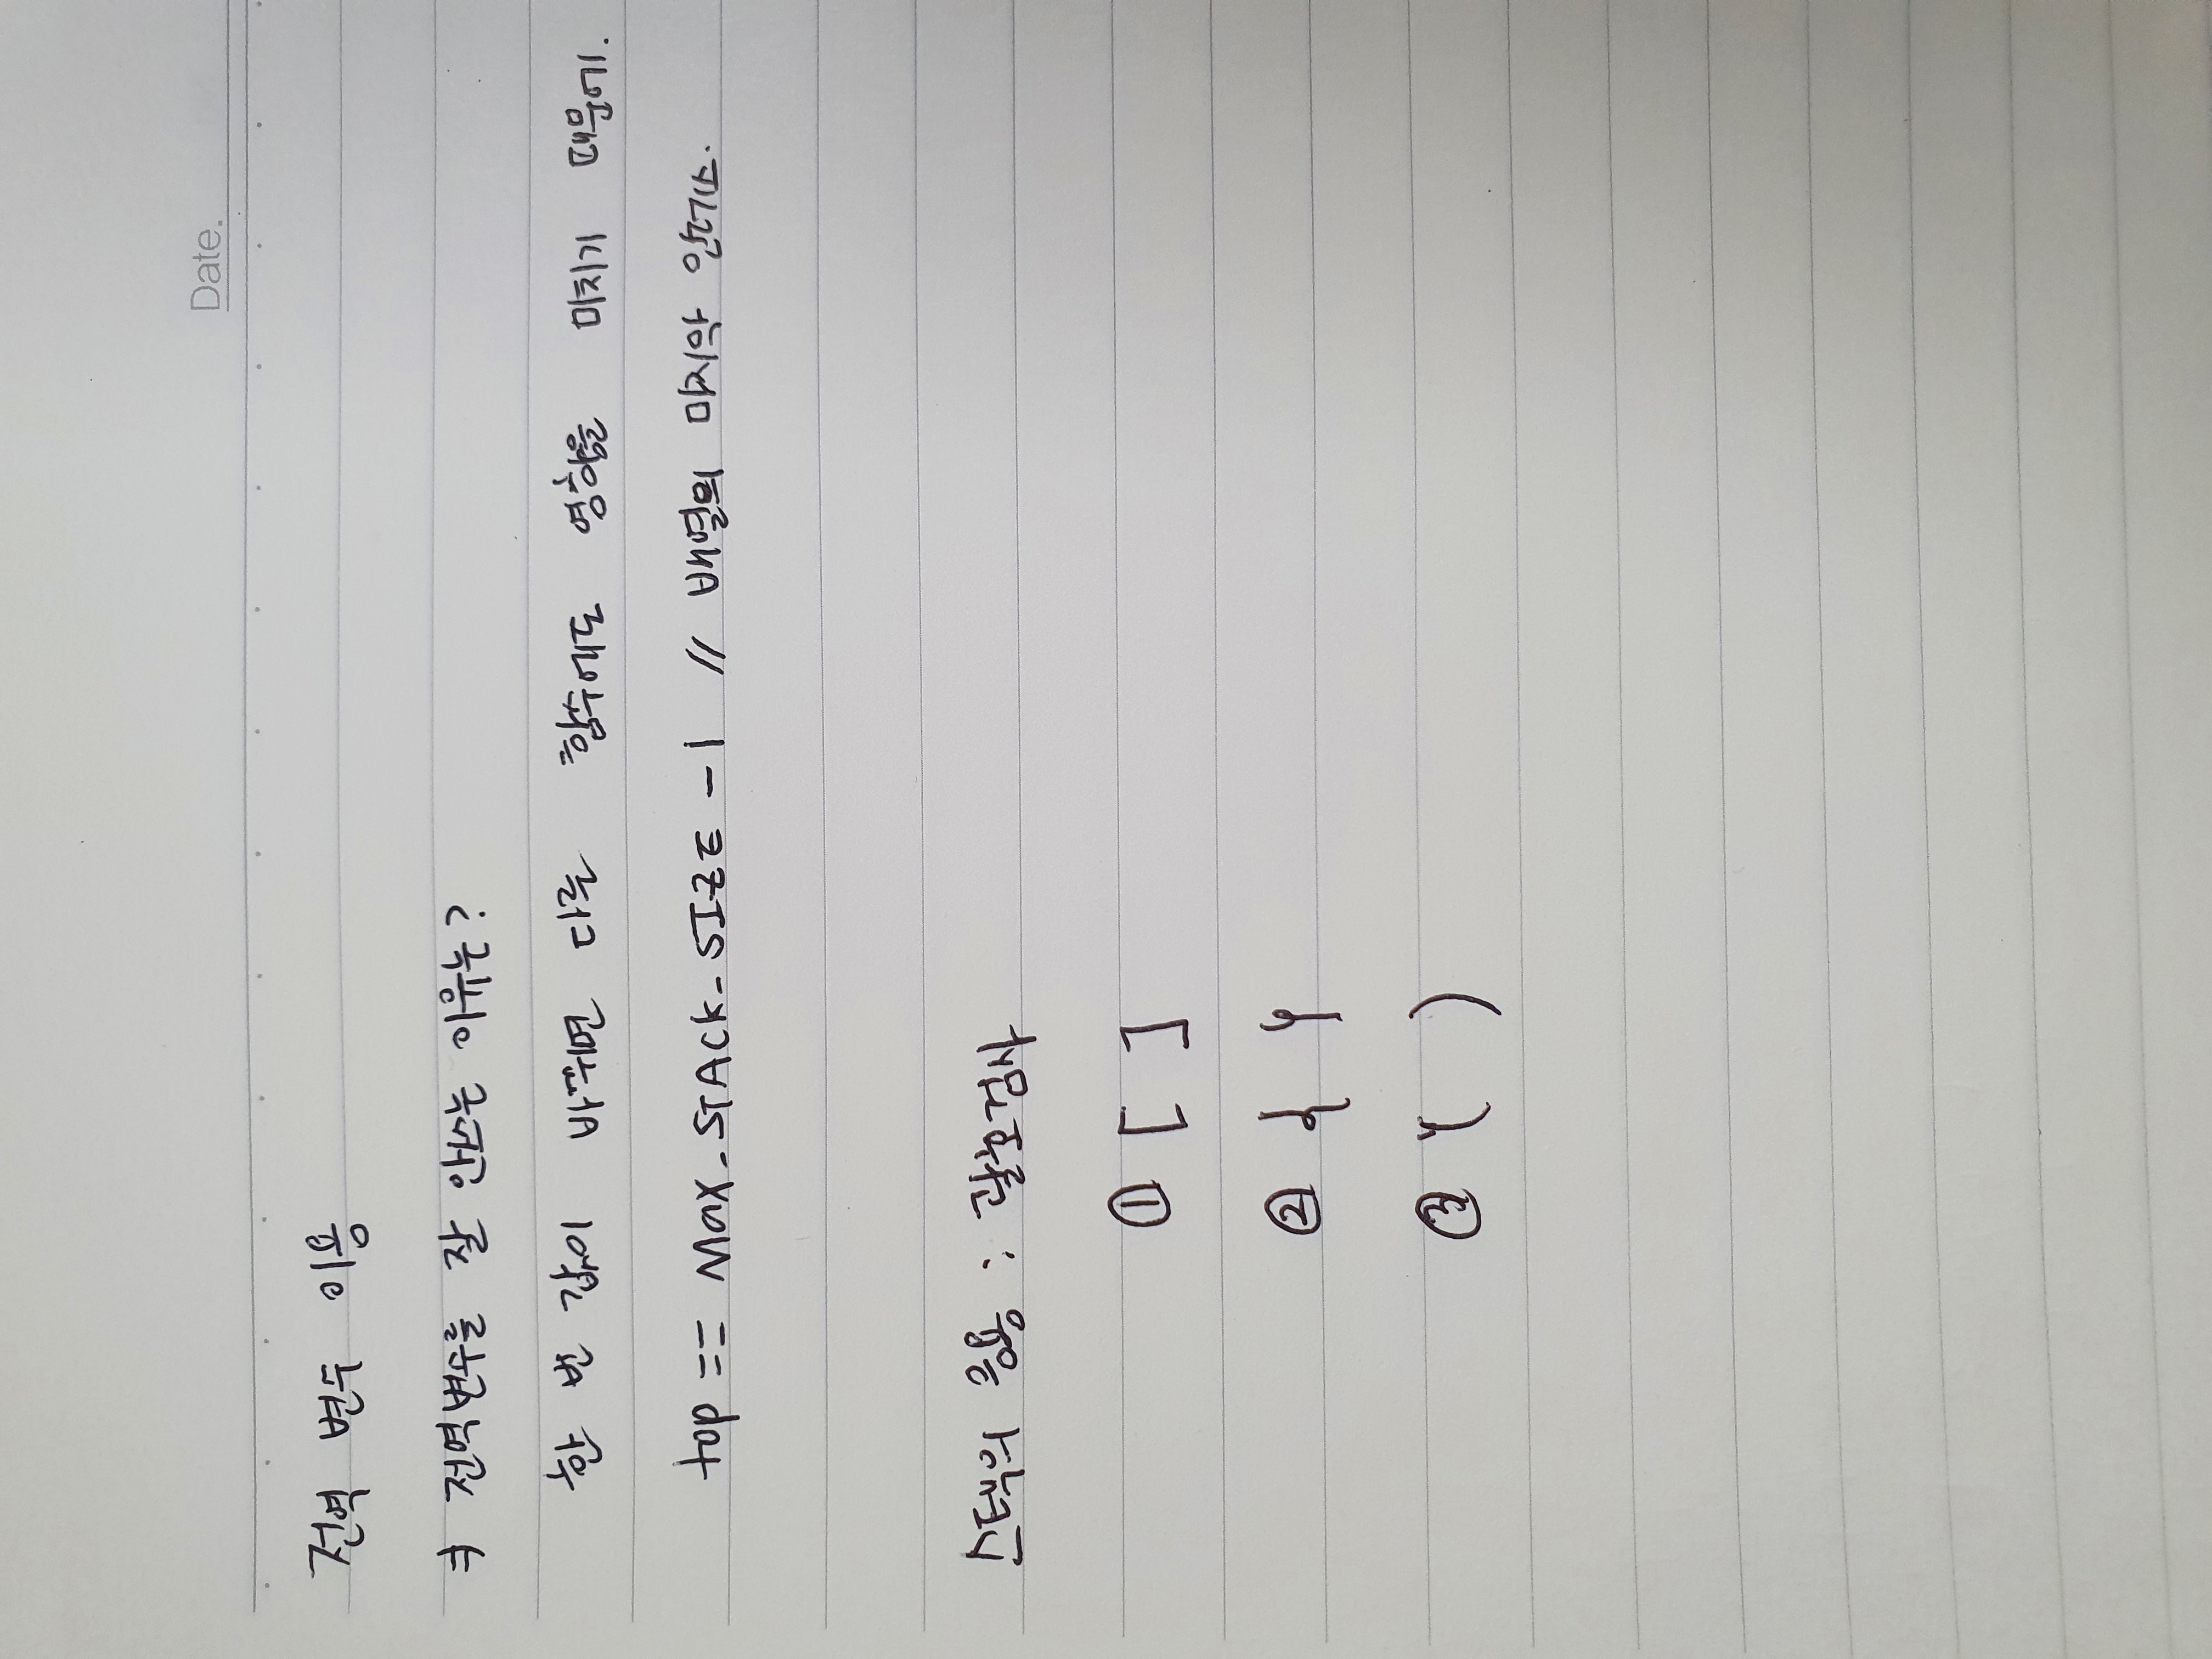 Date.
전역 변수 이용
⇒ 전역변수를 잘 안쓰는 이유는?
한 번 값이 바뀌면 다른 함수에도 영향을 미치기 때문에.
top == Max_STACK_SIZE -1 // 배열의 마지막 인덱스.
스택의 응용 : 괄호검사
① [ ]
② { }
③ ( )